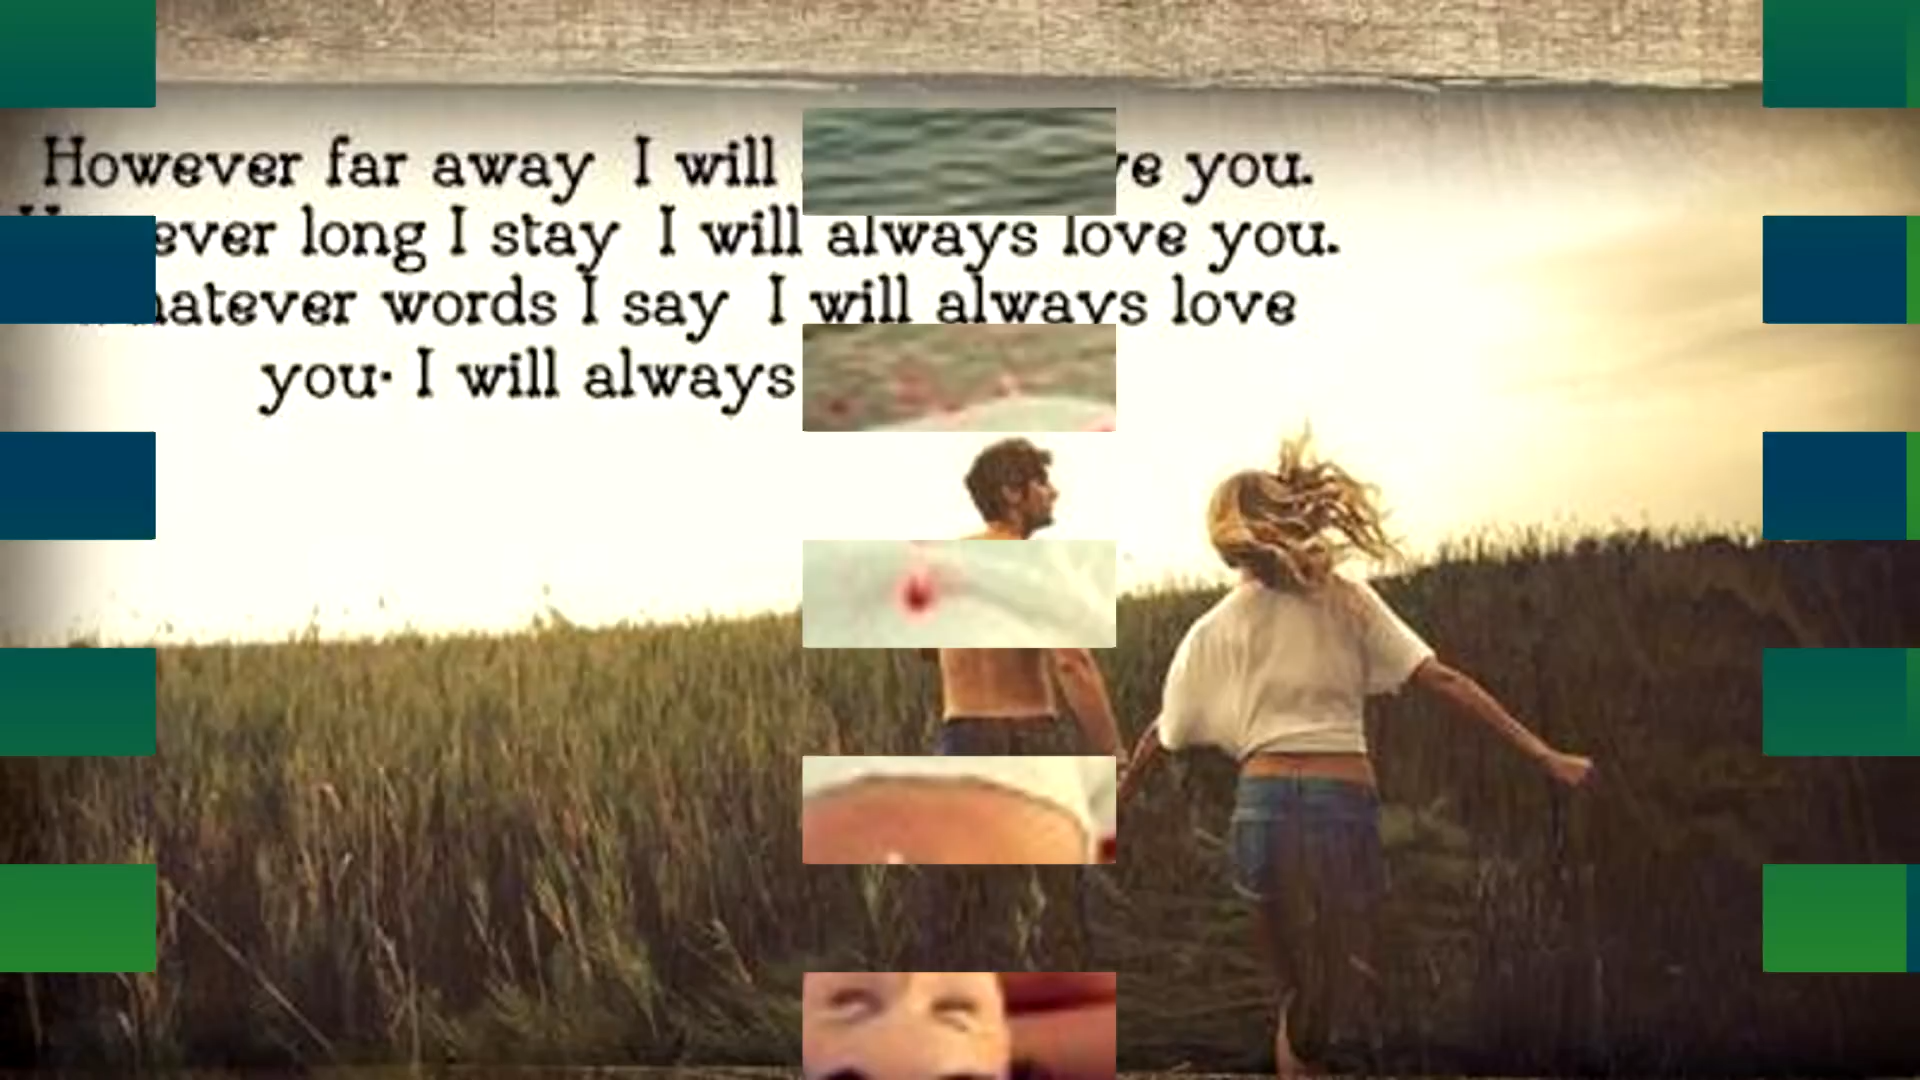 However far away I will ve you.
ever long I stay I will always love you.
hatever words I say I will always love
you· I will always